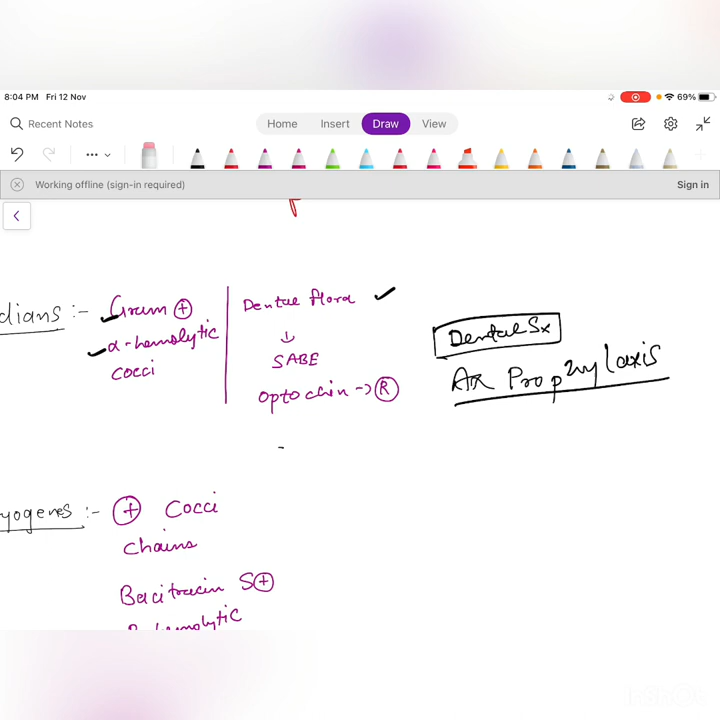 8:04 PM Fri 12 Nov
69%
Recent Notes
Home Insert Draw View
Working offline (sign-in required)
Sign in
dians :- Gram + | Dental flora
α-hemolytic
cocci
↓
SABE
Optochin → R
Dental Sx
Prophylaxis
yogenes :- + Cocci
Chains
Bacitracin S+
hemolytic
InShOt